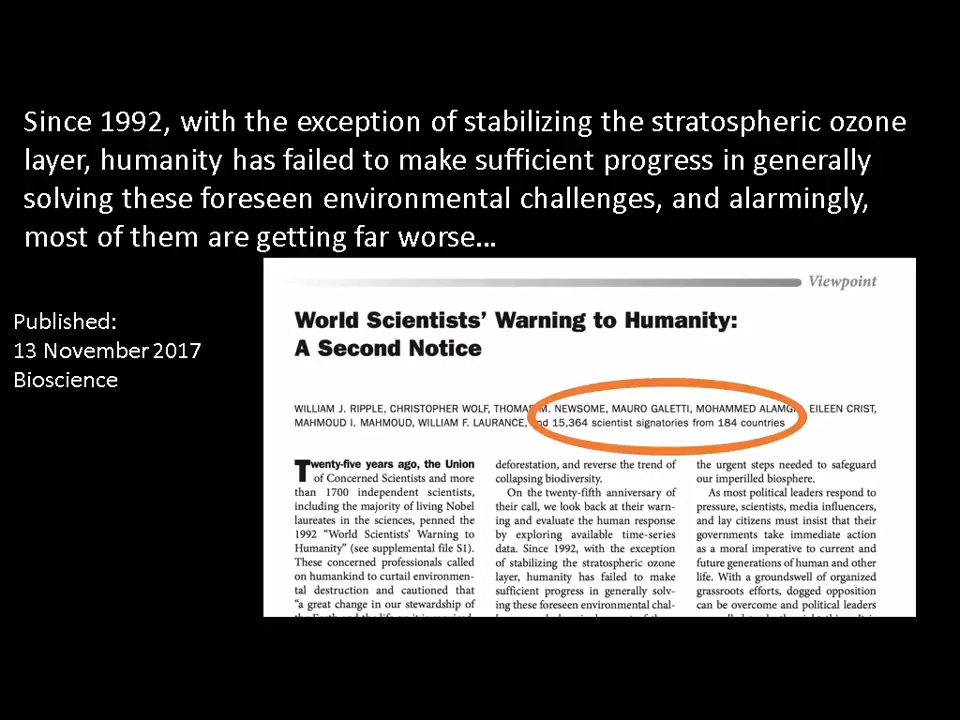 Since 1992, with the exception of stabilizing the stratospheric ozone
layer, humanity has failed to make sufficient progress in generally
solving these foreseen environmental challenges, and alarmingly,
most of them are getting far worse…
Published:
13 November 2017
Bioscience
Viewpoint
World Scientists’ Warning to Humanity:
A Second Notice
WILLIAM J. RIPPLE, CHRISTOPHER WOLF, THOMAS M. NEWSOME, MAURO GALETTI, MOHAMMED ALAMGIR, EILEEN CRIST,
MAHMOUD I. MAHMOUD, WILLIAM F. LAURANCE, and 15,364 scientist signatories from 184 countries
Twenty-five years ago, the Union
of Concerned Scientists and more
than 1700 independent scientists,
including the majority of living Nobel
laureates in the sciences, penned the
1992 “World Scientists’ Warning to
Humanity” (see supplemental file S1).
These concerned professionals called
on humankind to curtail environmen-
tal destruction and cautioned that
“a great change in our stewardship of
deforestation, and reverse the trend of
collapsing biodiversity.
On the twenty-fifth anniversary of
their call, we look back at their warn-
ing and evaluate the human response
by exploring available time-series
data. Since 1992, with the exception
of stabilizing the stratospheric ozone
layer, humanity has failed to make
sufficient progress in generally solv-
ing these foreseen environmental chal-
the urgent steps needed to safeguard
our imperilled biosphere.
As most political leaders respond to
pressure, scientists, media influencers,
and lay citizens must insist that their
governments take immediate action
as a moral imperative to current and
future generations of human and other
life. With a groundswell of organized
grassroots efforts, dogged opposition
can be overcome and political leaders